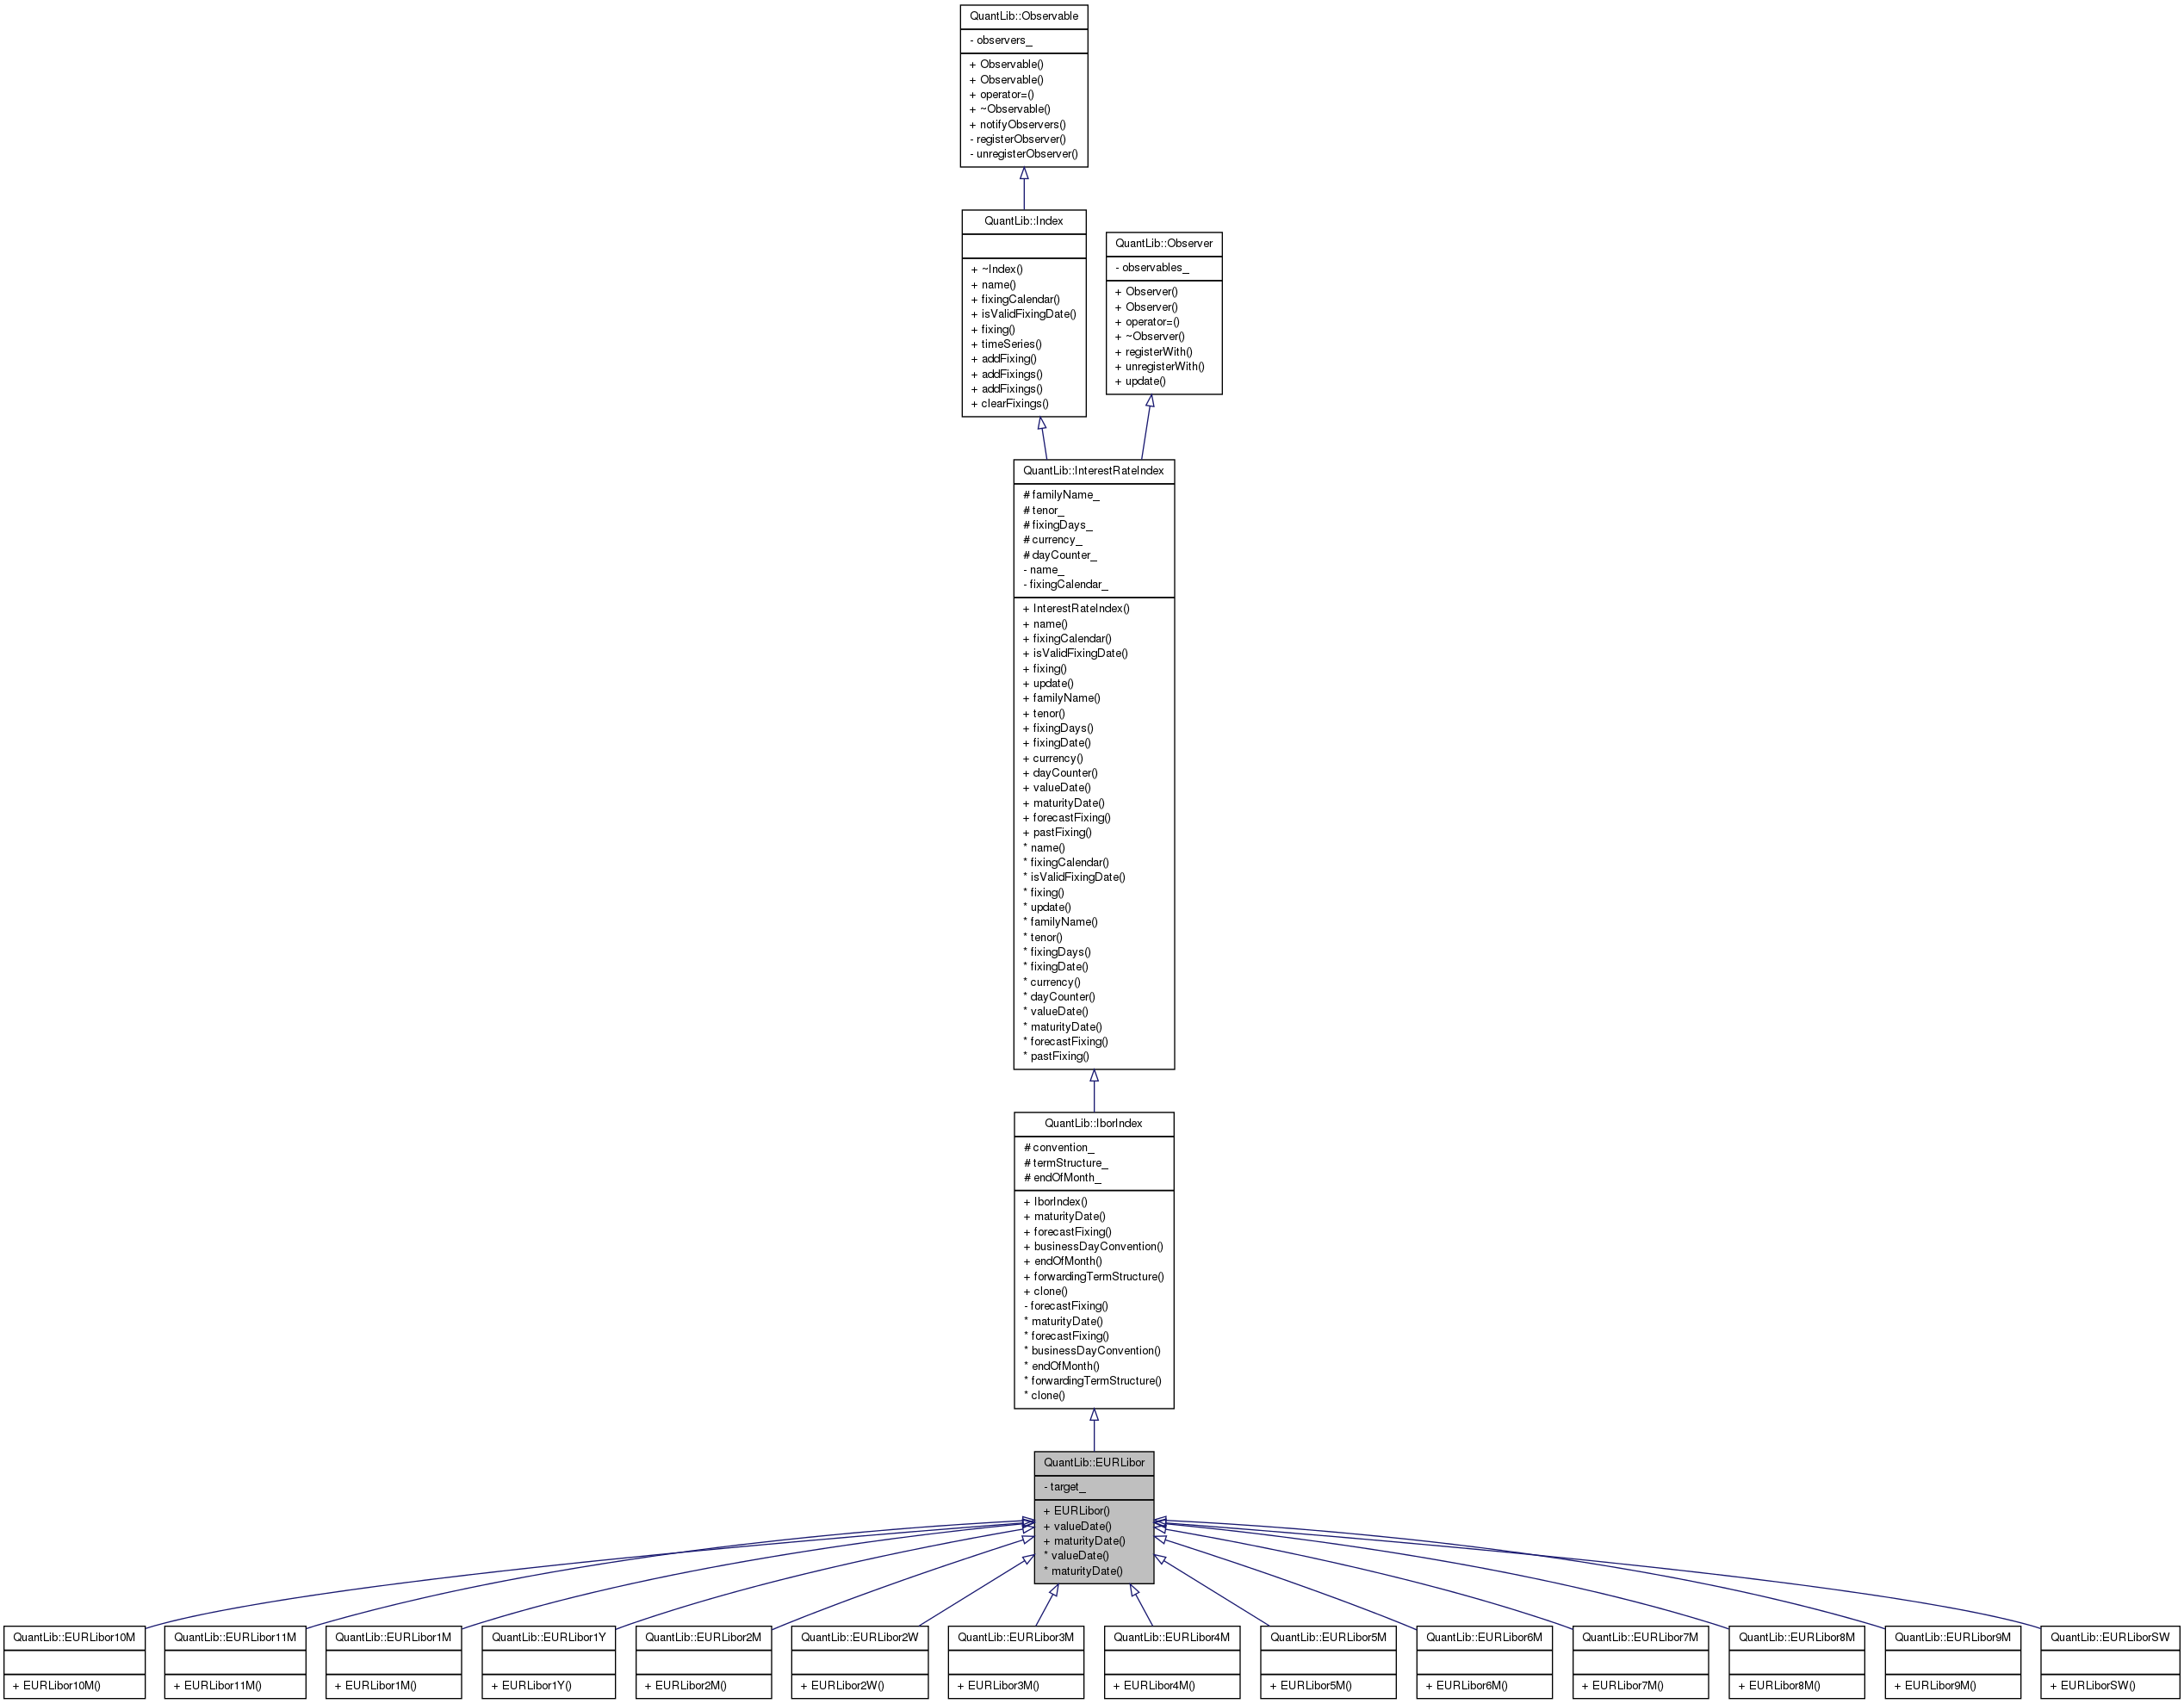 QuantLib::Observable
- observers_
+ Observable()
+ Observable()
+ operator=()
+ ~Observable()
+ notifyObservers()
- registerObserver()
- unregisterObserver()
QuantLib::Index
+ ~Index()
+ name()
+ fixingCalendar()
+ isValidFixingDate()
+ fixing()
+ timeSeries()
+ addFixing()
+ addFixings()
+ addFixings()
+ clearFixings()
QuantLib::Observer
- observables_
+ Observer()
+ Observer()
+ operator=()
+ ~Observer()
+ registerWith()
+ unregisterWith()
+ update()
QuantLib::InterestRateIndex
# familyName_
# tenor_
# fixingDays_
# currency_
# dayCounter_
- name_
- fixingCalendar_
+ InterestRateIndex()
+ name()
+ fixingCalendar()
+ isValidFixingDate()
+ fixing()
+ update()
+ familyName()
+ tenor()
+ fixingDays()
+ fixingDate()
+ currency()
+ dayCounter()
+ valueDate()
+ maturityDate()
+ forecastFixing()
+ pastFixing()
* name()
* fixingCalendar()
* isValidFixingDate()
* fixing()
* update()
* familyName()
* tenor()
* fixingDays()
* fixingDate()
* currency()
* dayCounter()
* valueDate()
* maturityDate()
* forecastFixing()
* pastFixing()
QuantLib::IborIndex
# convention_
# termStructure_
# endOfMonth_
+ IborIndex()
+ maturityDate()
+ forecastFixing()
+ businessDayConvention()
+ endOfMonth()
+ forwardingTermStructure()
+ clone()
- forecastFixing()
* maturityDate()
* forecastFixing()
* businessDayConvention()
* endOfMonth()
* forwardingTermStructure()
* clone()
QuantLib::EURLibor
- target_
+ EURLibor()
+ valueDate()
+ maturityDate()
* valueDate()
* maturityDate()
QuantLib::EURLibor10M
+ EURLibor10M()
QuantLib::EURLibor11M
+ EURLibor11M()
QuantLib::EURLibor1M
+ EURLibor1M()
QuantLib::EURLibor1Y
+ EURLibor1Y()
QuantLib::EURLibor2M
+ EURLibor2M()
QuantLib::EURLibor2W
+ EURLibor2W()
QuantLib::EURLibor3M
+ EURLibor3M()
QuantLib::EURLibor4M
+ EURLibor4M()
QuantLib::EURLibor5M
+ EURLibor5M()
QuantLib::EURLibor6M
+ EURLibor6M()
QuantLib::EURLibor7M
+ EURLibor7M()
QuantLib::EURLibor8M
+ EURLibor8M()
QuantLib::EURLibor9M
+ EURLibor9M()
QuantLib::EURLiborSW
+ EURLiborSW()